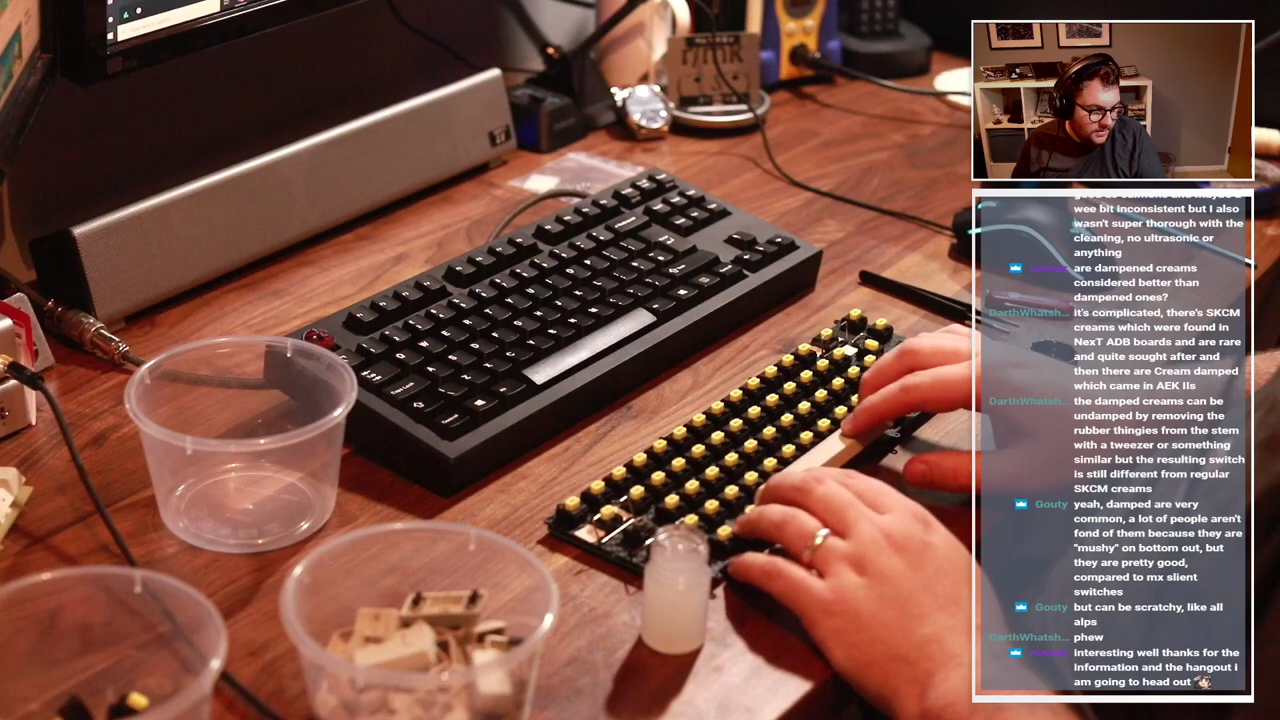 wee bit inconsistent but I also
wasn't super thorough with the
cleaning, no ultrasonic or
anything
are dampened creams
considered better than
dampened ones?
DarthWhatsh... it's complicated, there's SKCM
creams which were found in
NexT ADB boards and are rare
and quite sought after and
then there are Cream damped
which came in AEK IIs
DarthWhatsh... the damped creams can be
undamped by removing the
rubber thingies from the stem
with a tweezer or something
similar but the resulting switch
is still different from regular
SKCM creams
Gouty yeah, damped are very
common, a lot of people aren't
fond of them because they are
"mushy" on bottom out, but
they are pretty good,
compared to mx slient
switches
Gouty but can be scratchy, like all
alps
DarthWhatsh... phew
interesting well thanks for the
information and the hangout i
am going to head out